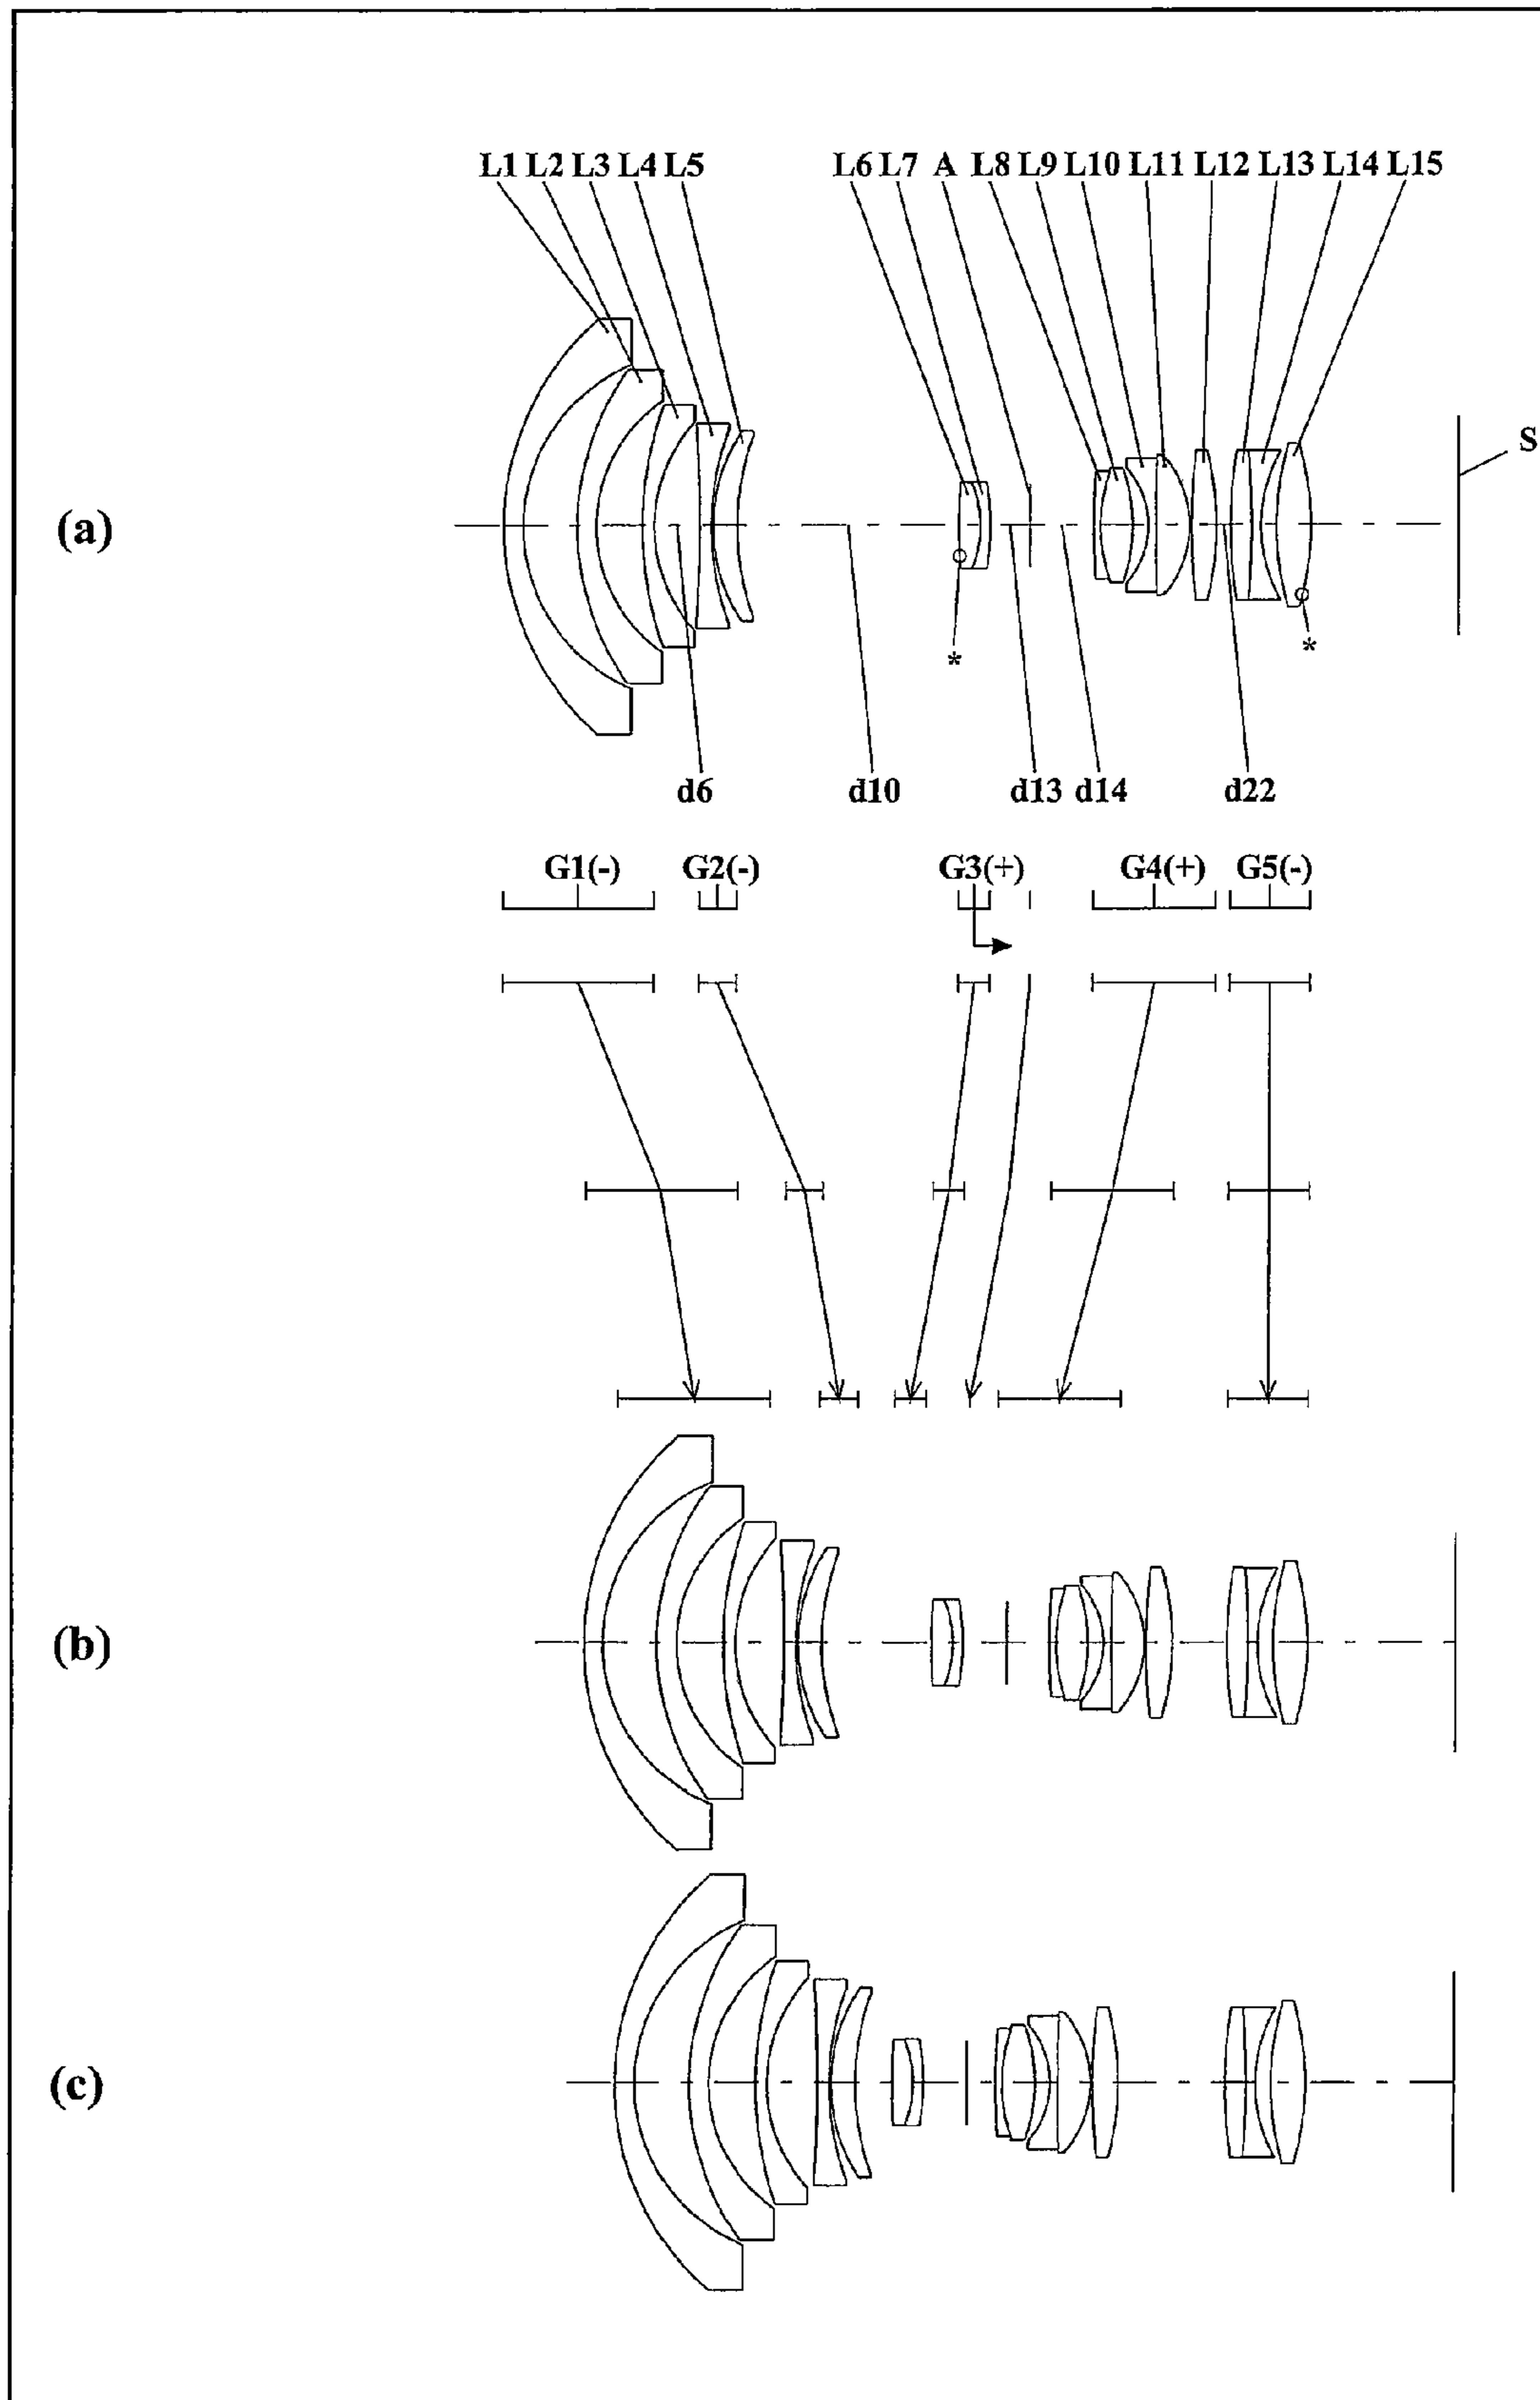 L1 L2 L3 L4 L5 L6 L7 A L8 L9 L10 L11 L12 L13 L14 L15
S
(a)
* *
d6 d10 d13 d14 d22
G1(-) G2(-) G3(+) G4(+) G5(-)
(b)
(c)